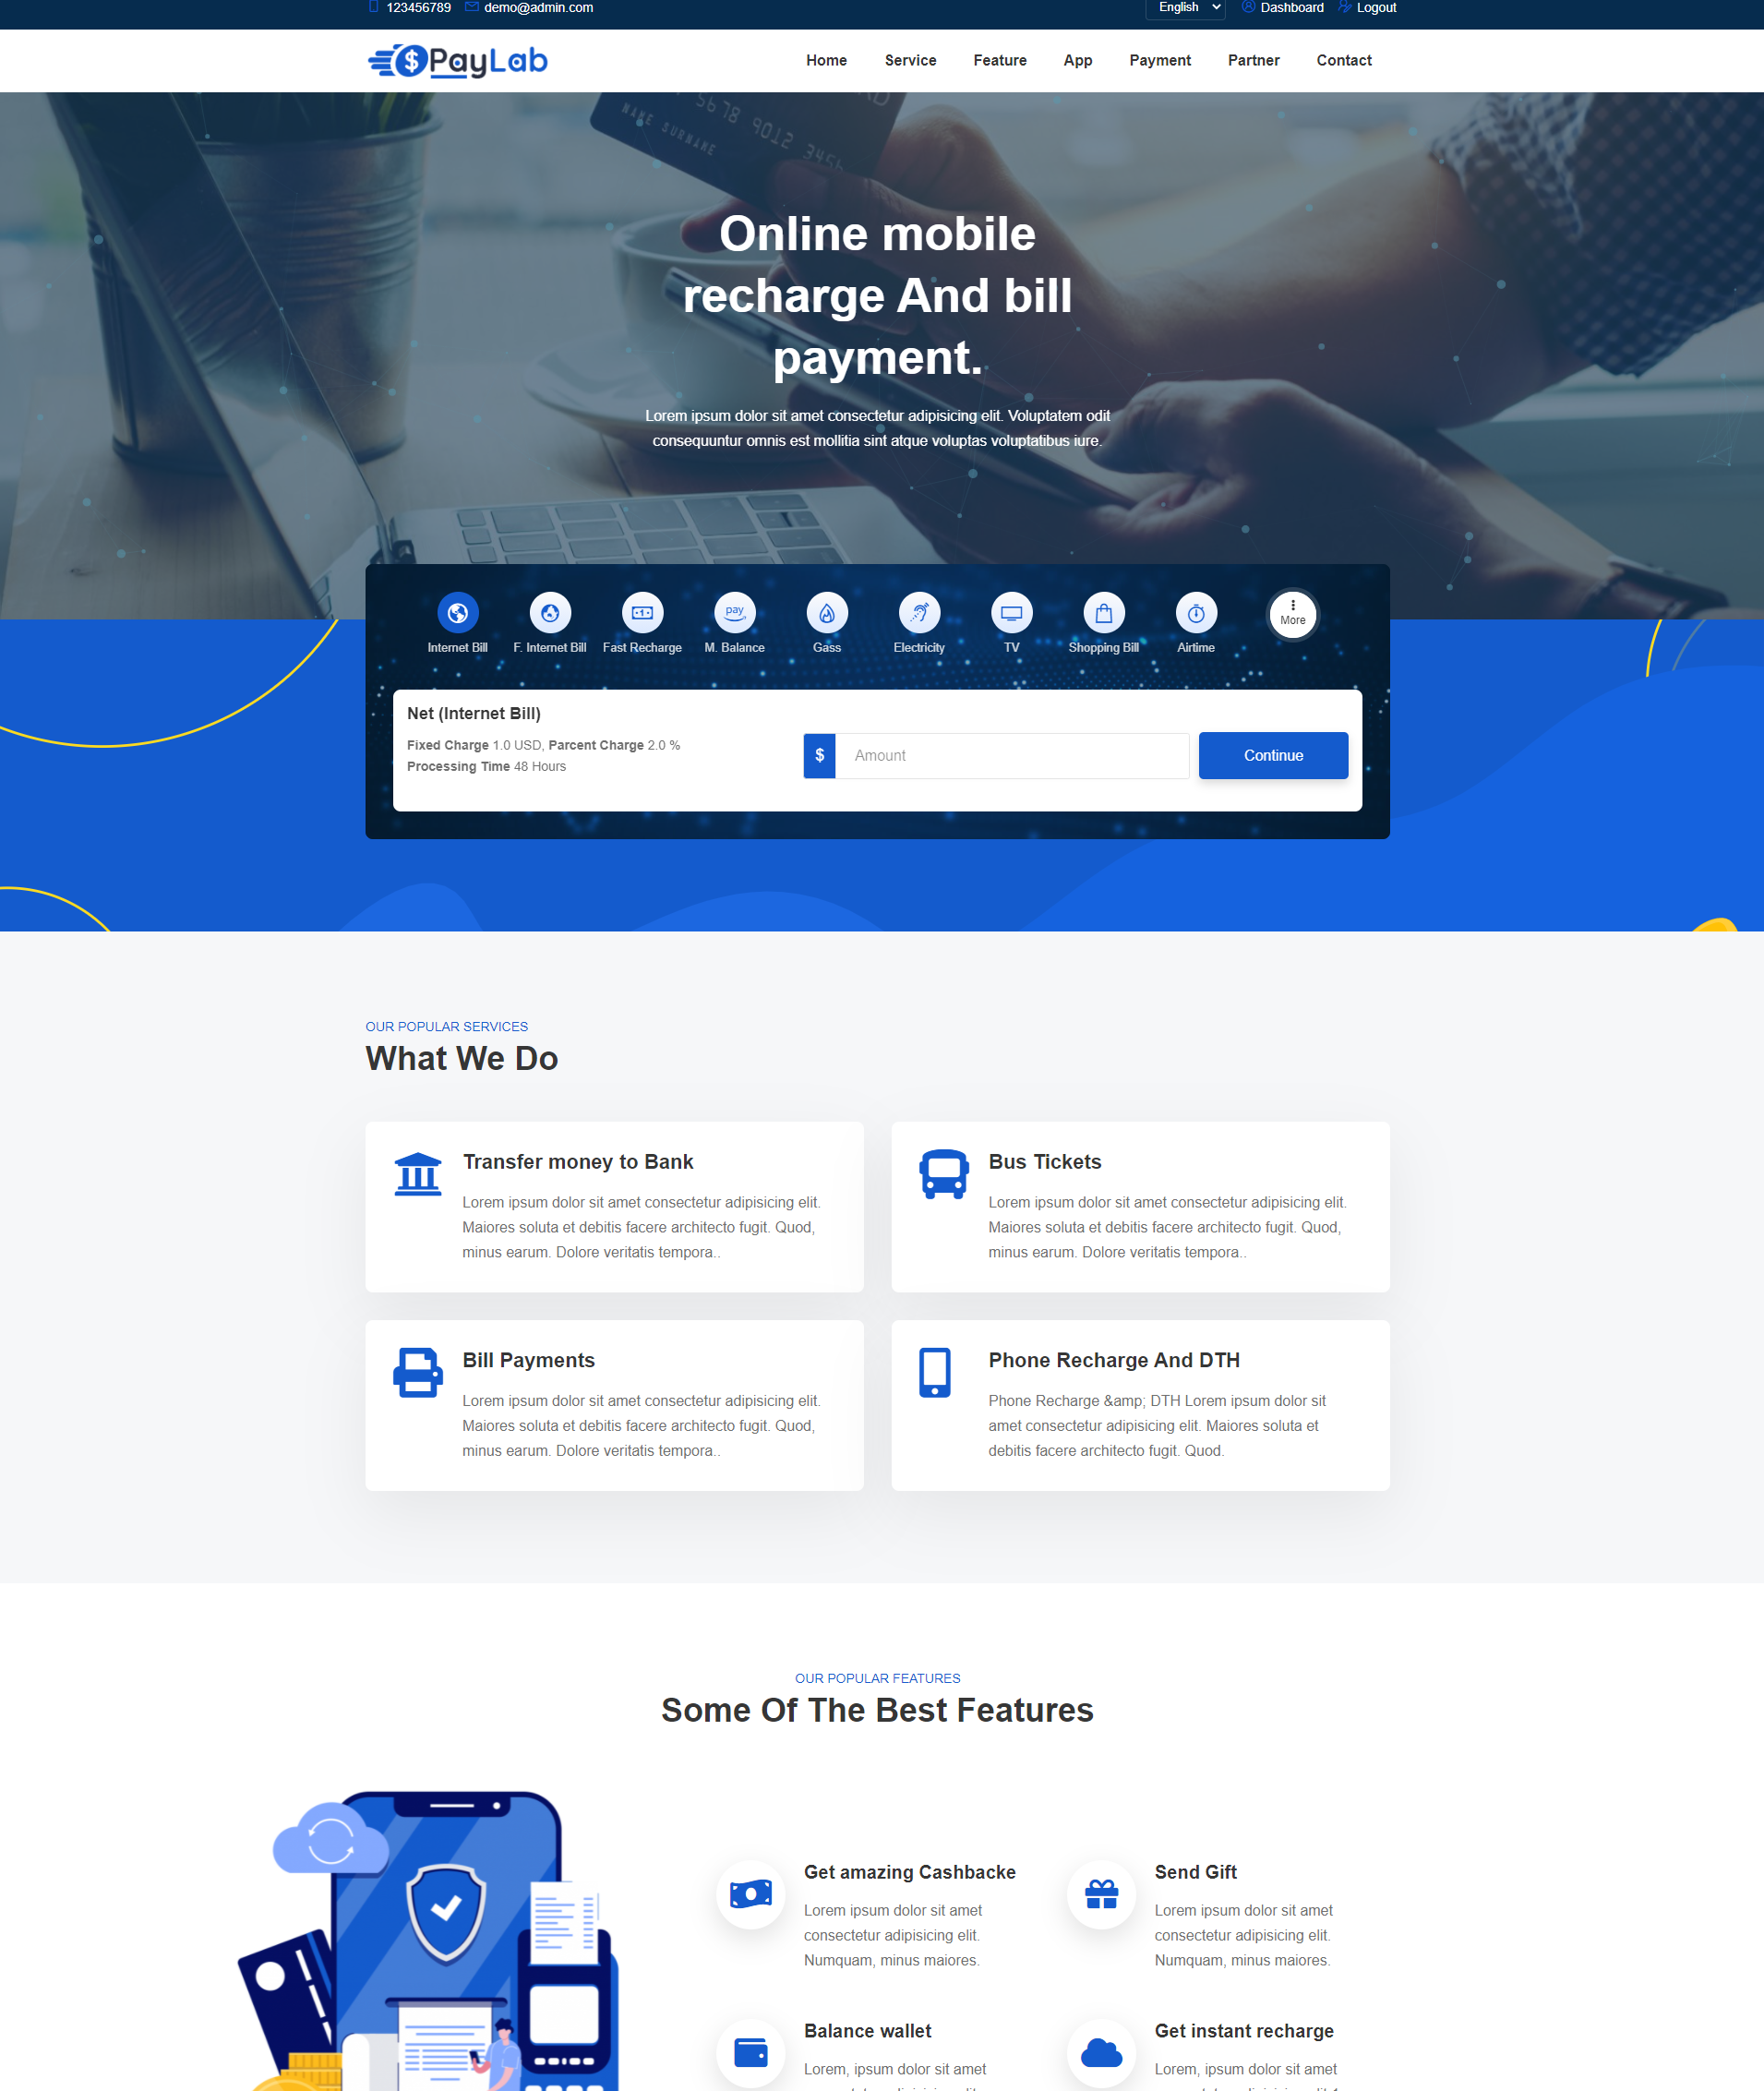 123456789 demo@admin.com English Dashboard Logout
PayLab Home Service Feature App Payment Partner Contact
5678 9012 3456
NAME SURNAME
Online mobile
recharge And bill
payment.
Lorem ipsum dolor sit amet consectetur adipisicing elit. Voluptatem odit
consequuntur omnis est mollitia sint atque voluptas voluptatibus iure.
pay
More
Internet Bill F. Internet Bill Fast Recharge M. Balance Gass Electricity TV Shopping Bill Airtime
Net (Internet Bill)
Fixed Charge 1.0 USD, Parcent Charge 2.0 %
Processing Time 48 Hours
$ Amount Continue
OUR POPULAR SERVICES
What We Do
Transfer money to Bank
Lorem ipsum dolor sit amet consectetur adipisicing elit.
Maiores soluta et debitis facere architecto fugit. Quod,
minus earum. Dolore veritatis tempora..
Bus Tickets
Lorem ipsum dolor sit amet consectetur adipisicing elit.
Maiores soluta et debitis facere architecto fugit. Quod,
minus earum. Dolore veritatis tempora..
Bill Payments
Lorem ipsum dolor sit amet consectetur adipisicing elit.
Maiores soluta et debitis facere architecto fugit. Quod,
minus earum. Dolore veritatis tempora..
Phone Recharge And DTH
Phone Recharge &amp; DTH Lorem ipsum dolor sit
amet consectetur adipisicing elit. Maiores soluta et
debitis facere architecto fugit. Quod.
OUR POPULAR FEATURES
Some Of The Best Features
Get amazing Cashbacke
Lorem ipsum dolor sit amet
consectetur adipisicing elit.
Numquam, minus maiores.
Send Gift
Lorem ipsum dolor sit amet
consectetur adipisicing elit.
Numquam, minus maiores.
Balance wallet
Lorem, ipsum dolor sit amet
Get instant recharge
Lorem, ipsum dolor sit amet